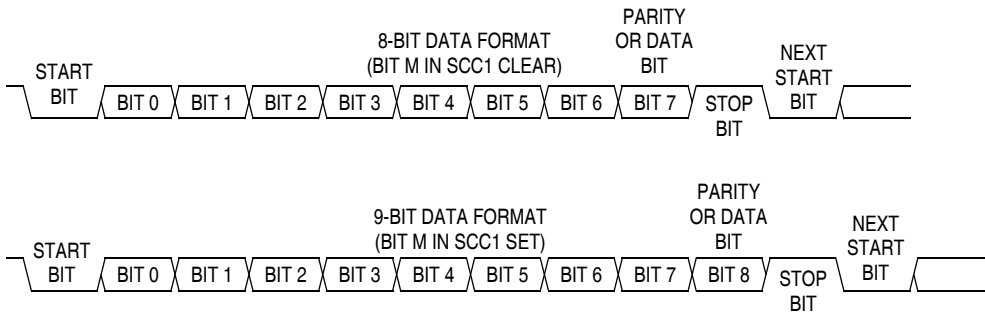 8-BIT DATA FORMAT
(BIT M IN SCC1 CLEAR)
PARITY
OR DATA
BIT
START
BIT
BIT 0 BIT 1 BIT 2 BIT 3 BIT 4 BIT 5 BIT 6 BIT 7
STOP
BIT
NEXT
START
BIT
9-BIT DATA FORMAT
(BIT M IN SCC1 SET)
PARITY
OR DATA
BIT
START
BIT
BIT 0 BIT 1 BIT 2 BIT 3 BIT 4 BIT 5 BIT 6 BIT 7 BIT 8
STOP
BIT
NEXT
START
BIT